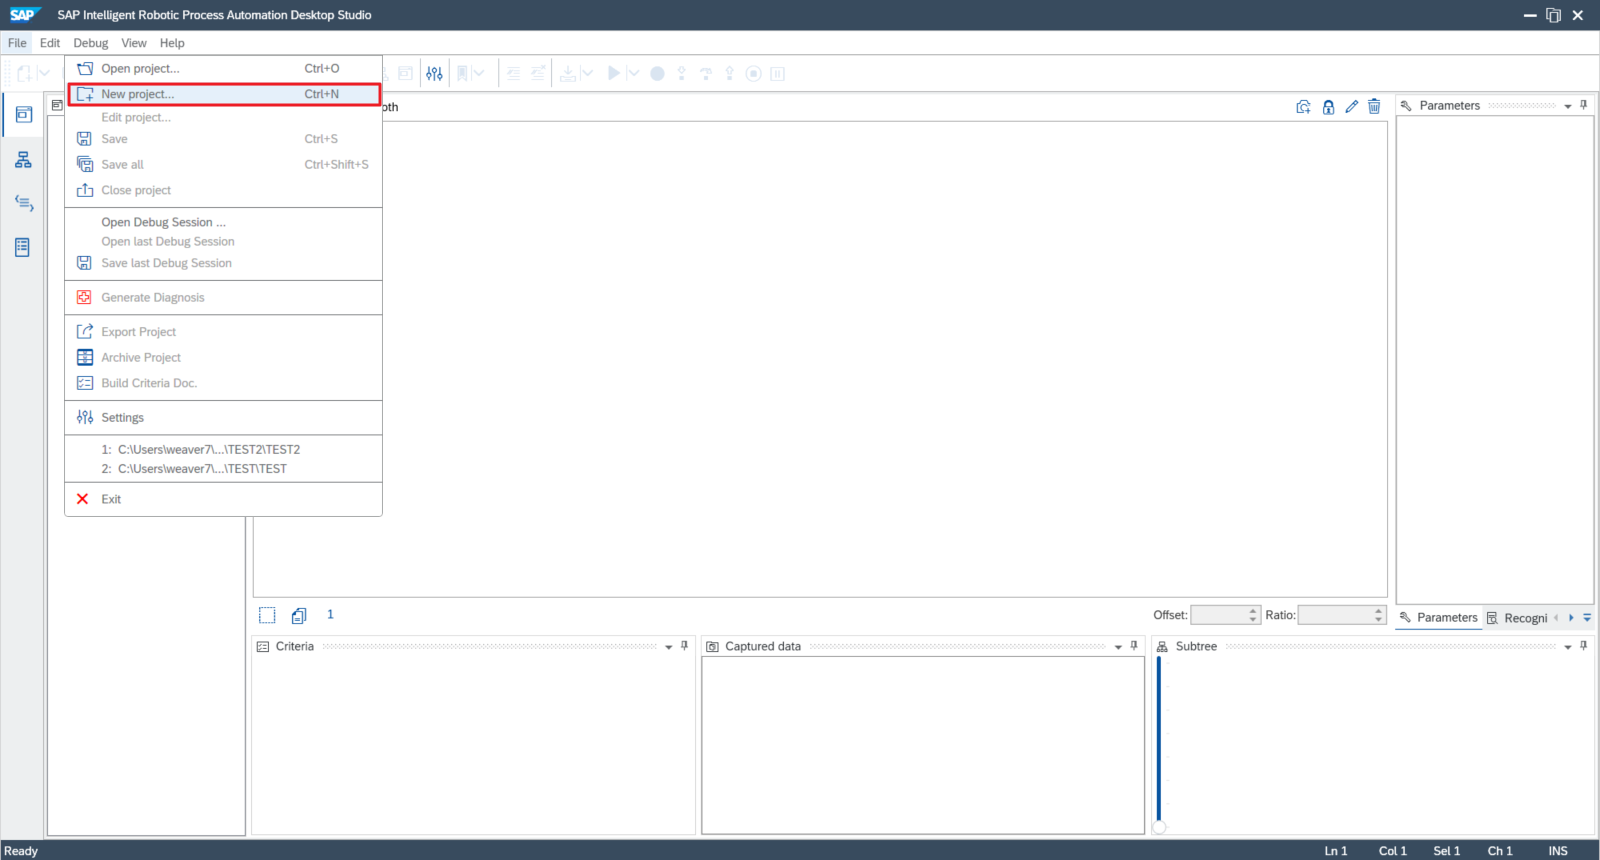 SAP SAP Intelligent Robotic Process Automation Desktop Studio
File Edit Debug View Help
Open project... Ctrl+O
New project... Ctrl+N
Edit project...
Save Ctrl+S
Save all Ctrl+Shift+S
Close project
Open Debug Session ...
Open last Debug Session
Save last Debug Session
Generate Diagnosis
Export Project
Archive Project
Build Criteria Doc.
Settings
1: C:\Users\weaver7\...\TEST2\TEST2
2: C:\Users\weaver7\...\TEST\TEST
Exit
oth
Parameters
1
Offset: Ratio:
Parameters Recogni
Criteria
Captured data
Subtree
Ready Ln 1 Col 1 Sel 1 Ch 1 INS